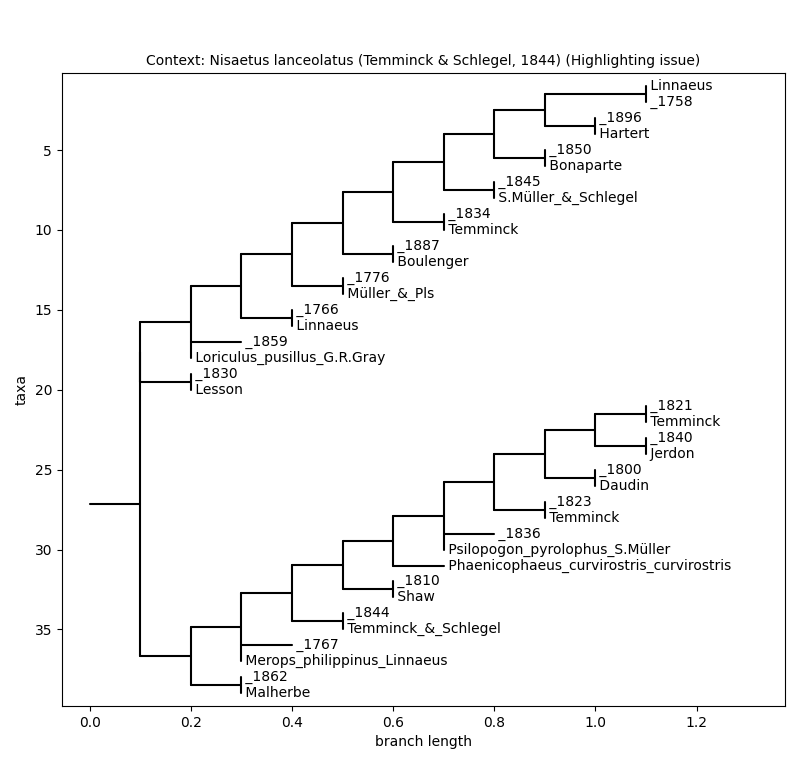 Context: Nisaetus lanceolatus (Temminck & Schlegel, 1844) (Highlighting issue)
Linnaeus
_1758
_1896
Hartert
_1850
Bonaparte
_1845
S.Müller_&_Schlegel
_1834
Temminck
_1887
Boulenger
_1776
Müller_&_Pls
_1766
Linnaeus
_1859
Loriculus_pusillus_G.R.Gray
_1830
Lesson
_1821
Temminck
_1840
Jerdon
_1800
Daudin
_1823
Temminck
_1836
Psilopogon_pyrolophus_S.Müller
Phaenicophaeus_curvirostris_curvirostris
_1810
Shaw
_1844
Temminck_&_Schlegel
_1767
Merops_philippinus_Linnaeus
_1862
Malherbe
5
10
15
20
25
30
35
taxa
0.0 0.2 0.4 0.6 0.8 1.0 1.2
branch length